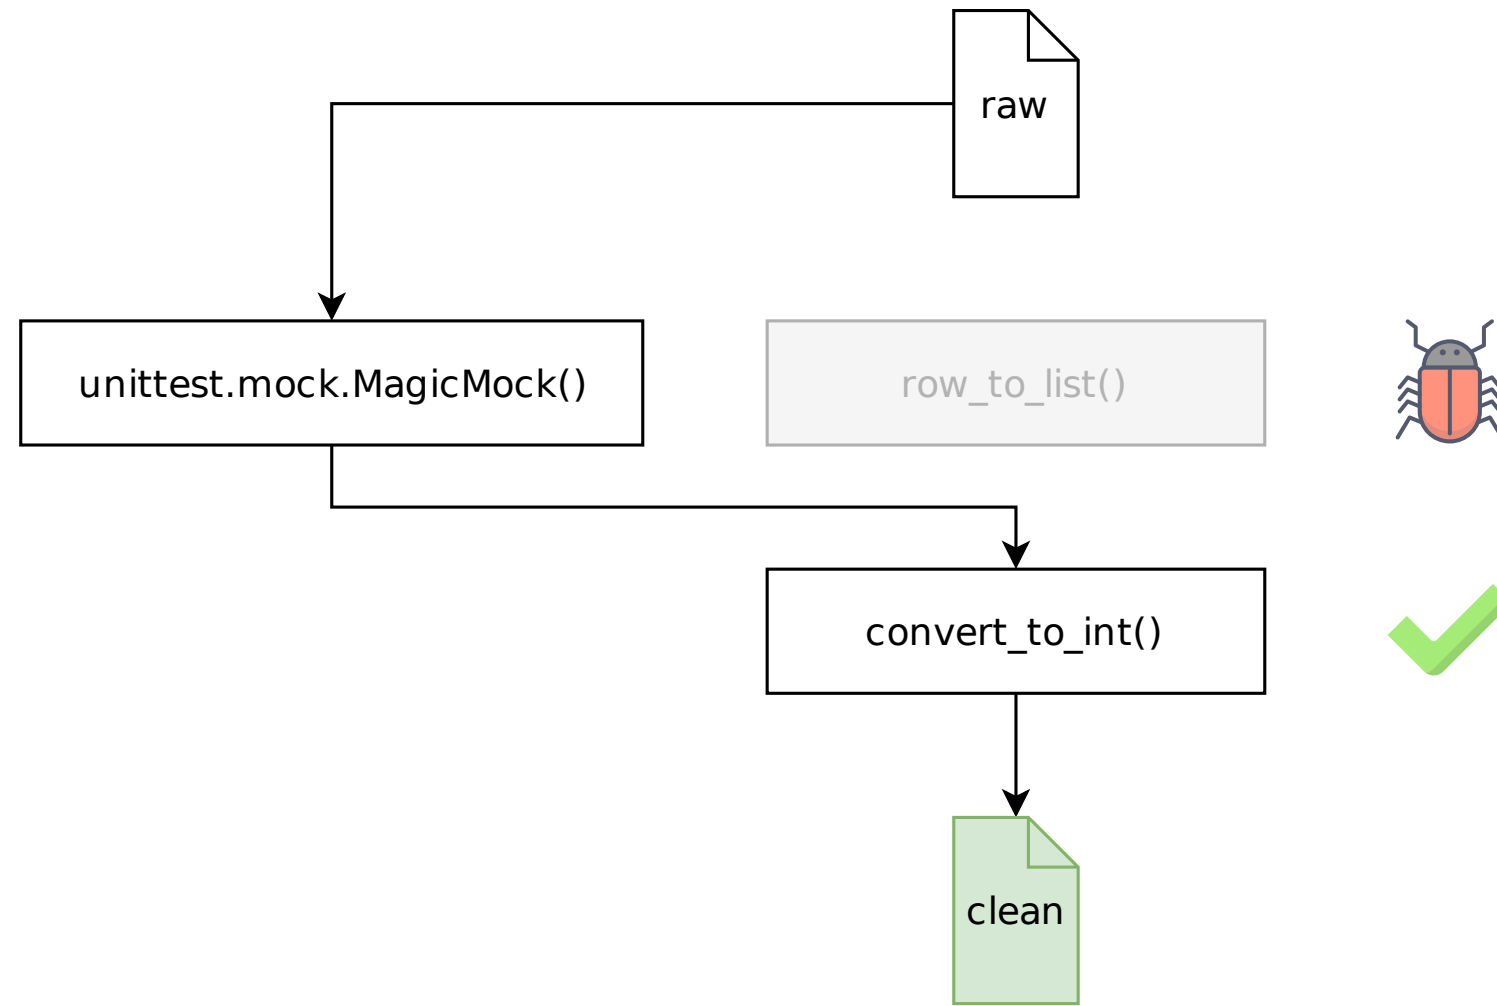 raw
unittest.mock.MagicMock()
row_to_list()
convert_to_int()
clean